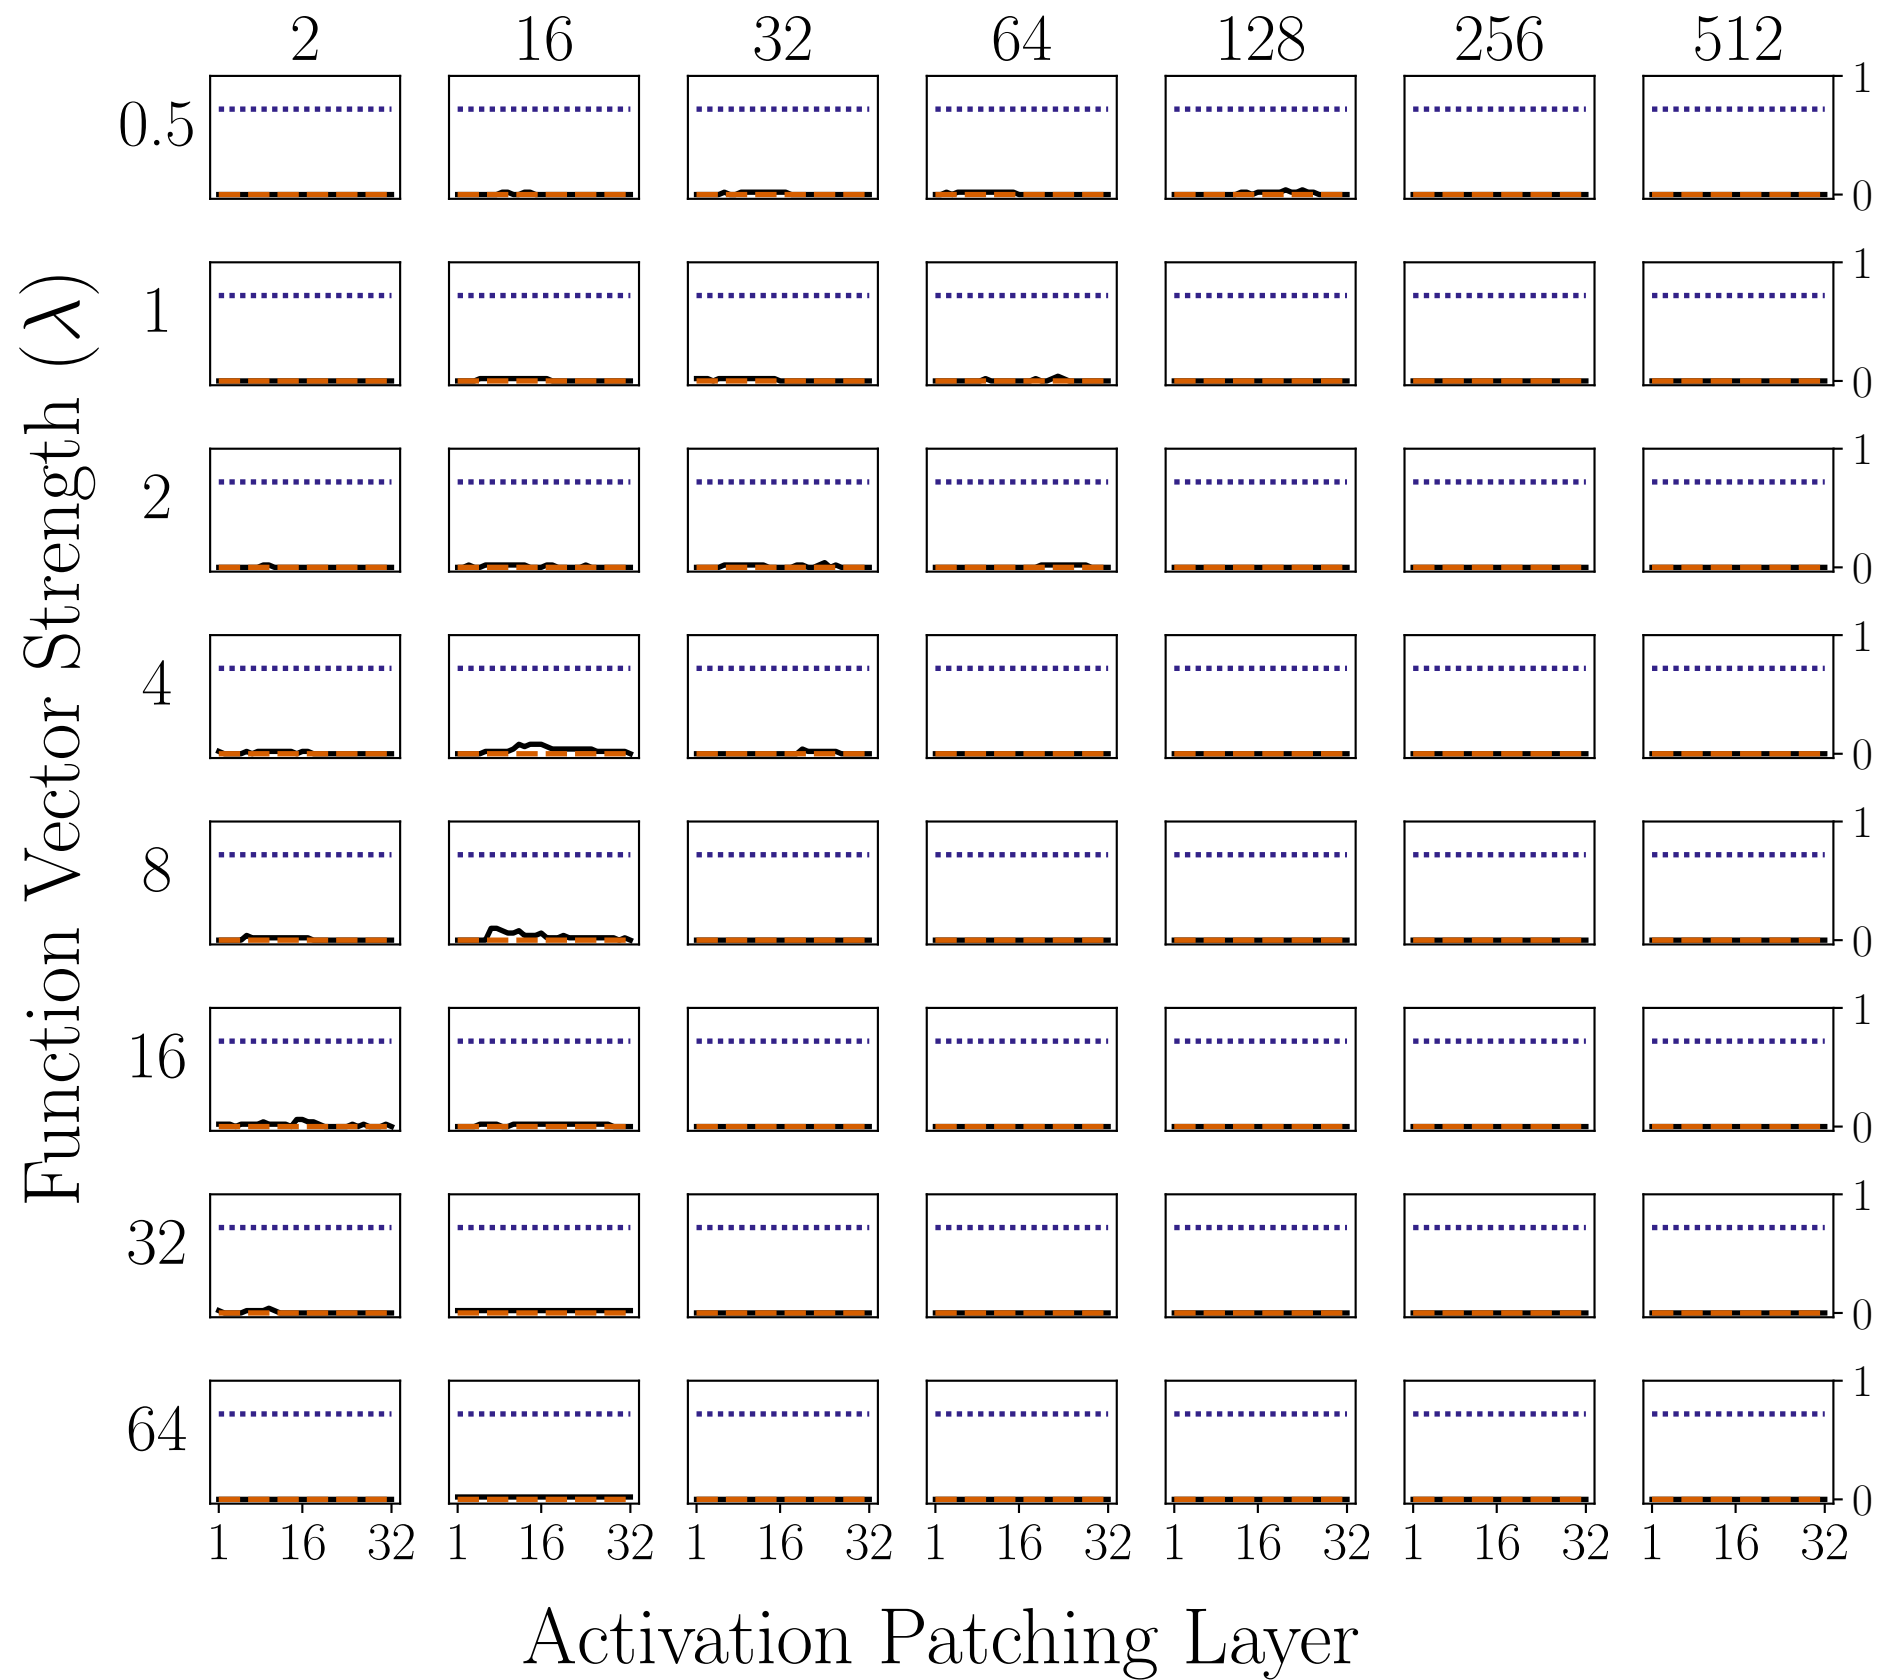 2 16 32 64 128 256 512
0.5 1 0
1 1 0
2 1 0
4 1 0
8 1 0
16 1 0
32 1 0
64 1 0
1 16 32 1 16 32 1 16 32 1 16 32 1 16 32 1 16 32 1 16 32
Function Vector Strength (λ)
Activation Patching Layer